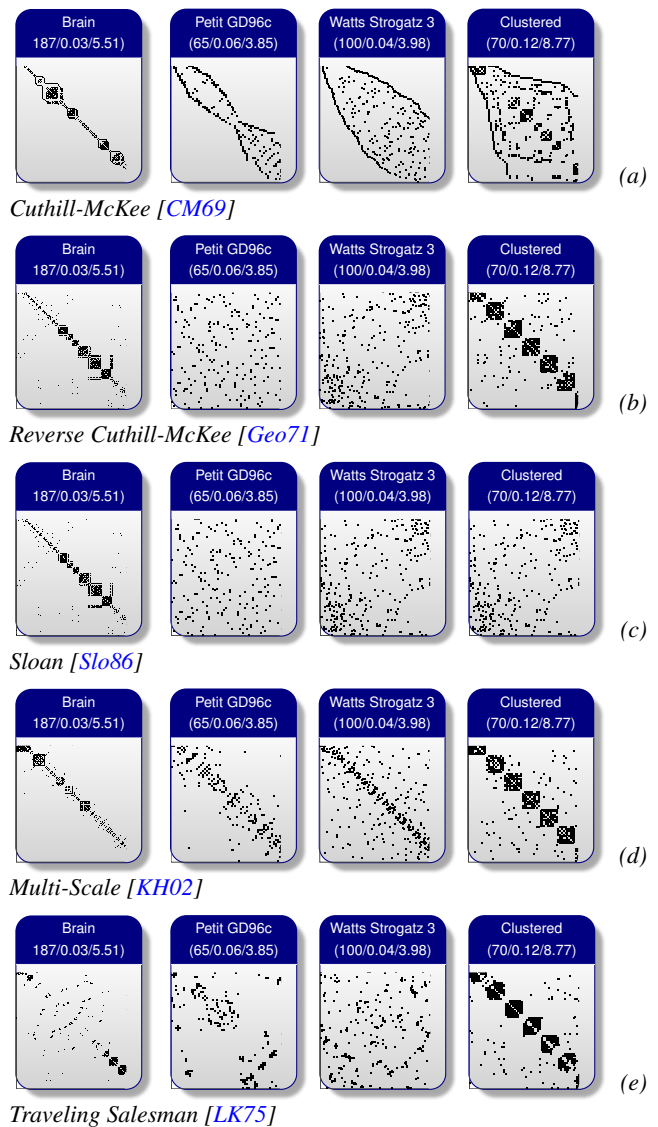 Brain Petit GD96c Watts Strogatz 3 Clustered
187/0.03/5.51) (65/0.06/3.85) (100/0.04/3.98) (70/0.12/8.77)
(a)
Cuthill-McKee [CM69]
Brain Petit GD96c Watts Strogatz 3 Clustered
187/0.03/5.51) (65/0.06/3.85) (100/0.04/3.98) (70/0.12/8.77)
(b)
Reverse Cuthill-McKee [Geo71]
Brain Petit GD96c Watts Strogatz 3 Clustered
187/0.03/5.51) (65/0.06/3.85) (100/0.04/3.98) (70/0.12/8.77)
(c)
Sloan [Slo86]
Brain Petit GD96c Watts Strogatz 3 Clustered
187/0.03/5.51) (65/0.06/3.85) (100/0.04/3.98) (70/0.12/8.77)
(d)
Multi-Scale [KH02]
Brain Petit GD96c Watts Strogatz 3 Clustered
187/0.03/5.51) (65/0.06/3.85) (100/0.04/3.98) (70/0.12/8.77)
(e)
Traveling Salesman [LK75]